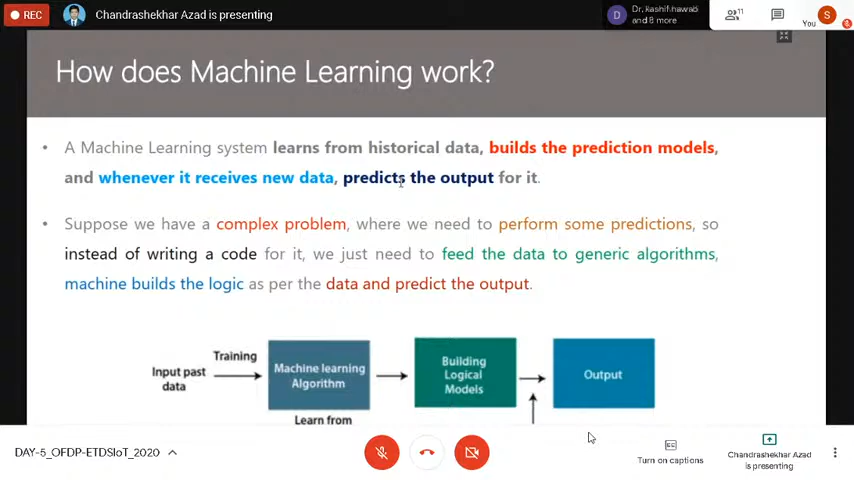 REC
Chandrashekhar Azad is presenting
Dr. kashif nawab
and 8 more
11
You
D
S
How does Machine Learning work?
• A Machine Learning system learns from historical data, builds the prediction models,
and whenever it receives new data, predicts the output for it.
• Suppose we have a complex problem, where we need to perform some predictions, so
instead of writing a code for it, we just need to feed the data to generic algorithms,
machine builds the logic as per the data and predict the output.
Training
Input past
data
Machine learning
Algorithm
Building
Logical
Models
Output
Learn from
DAY-5_OFDP-ETDSIoT_2020
Turn on captions
Chandrashekhar Azad
is presenting